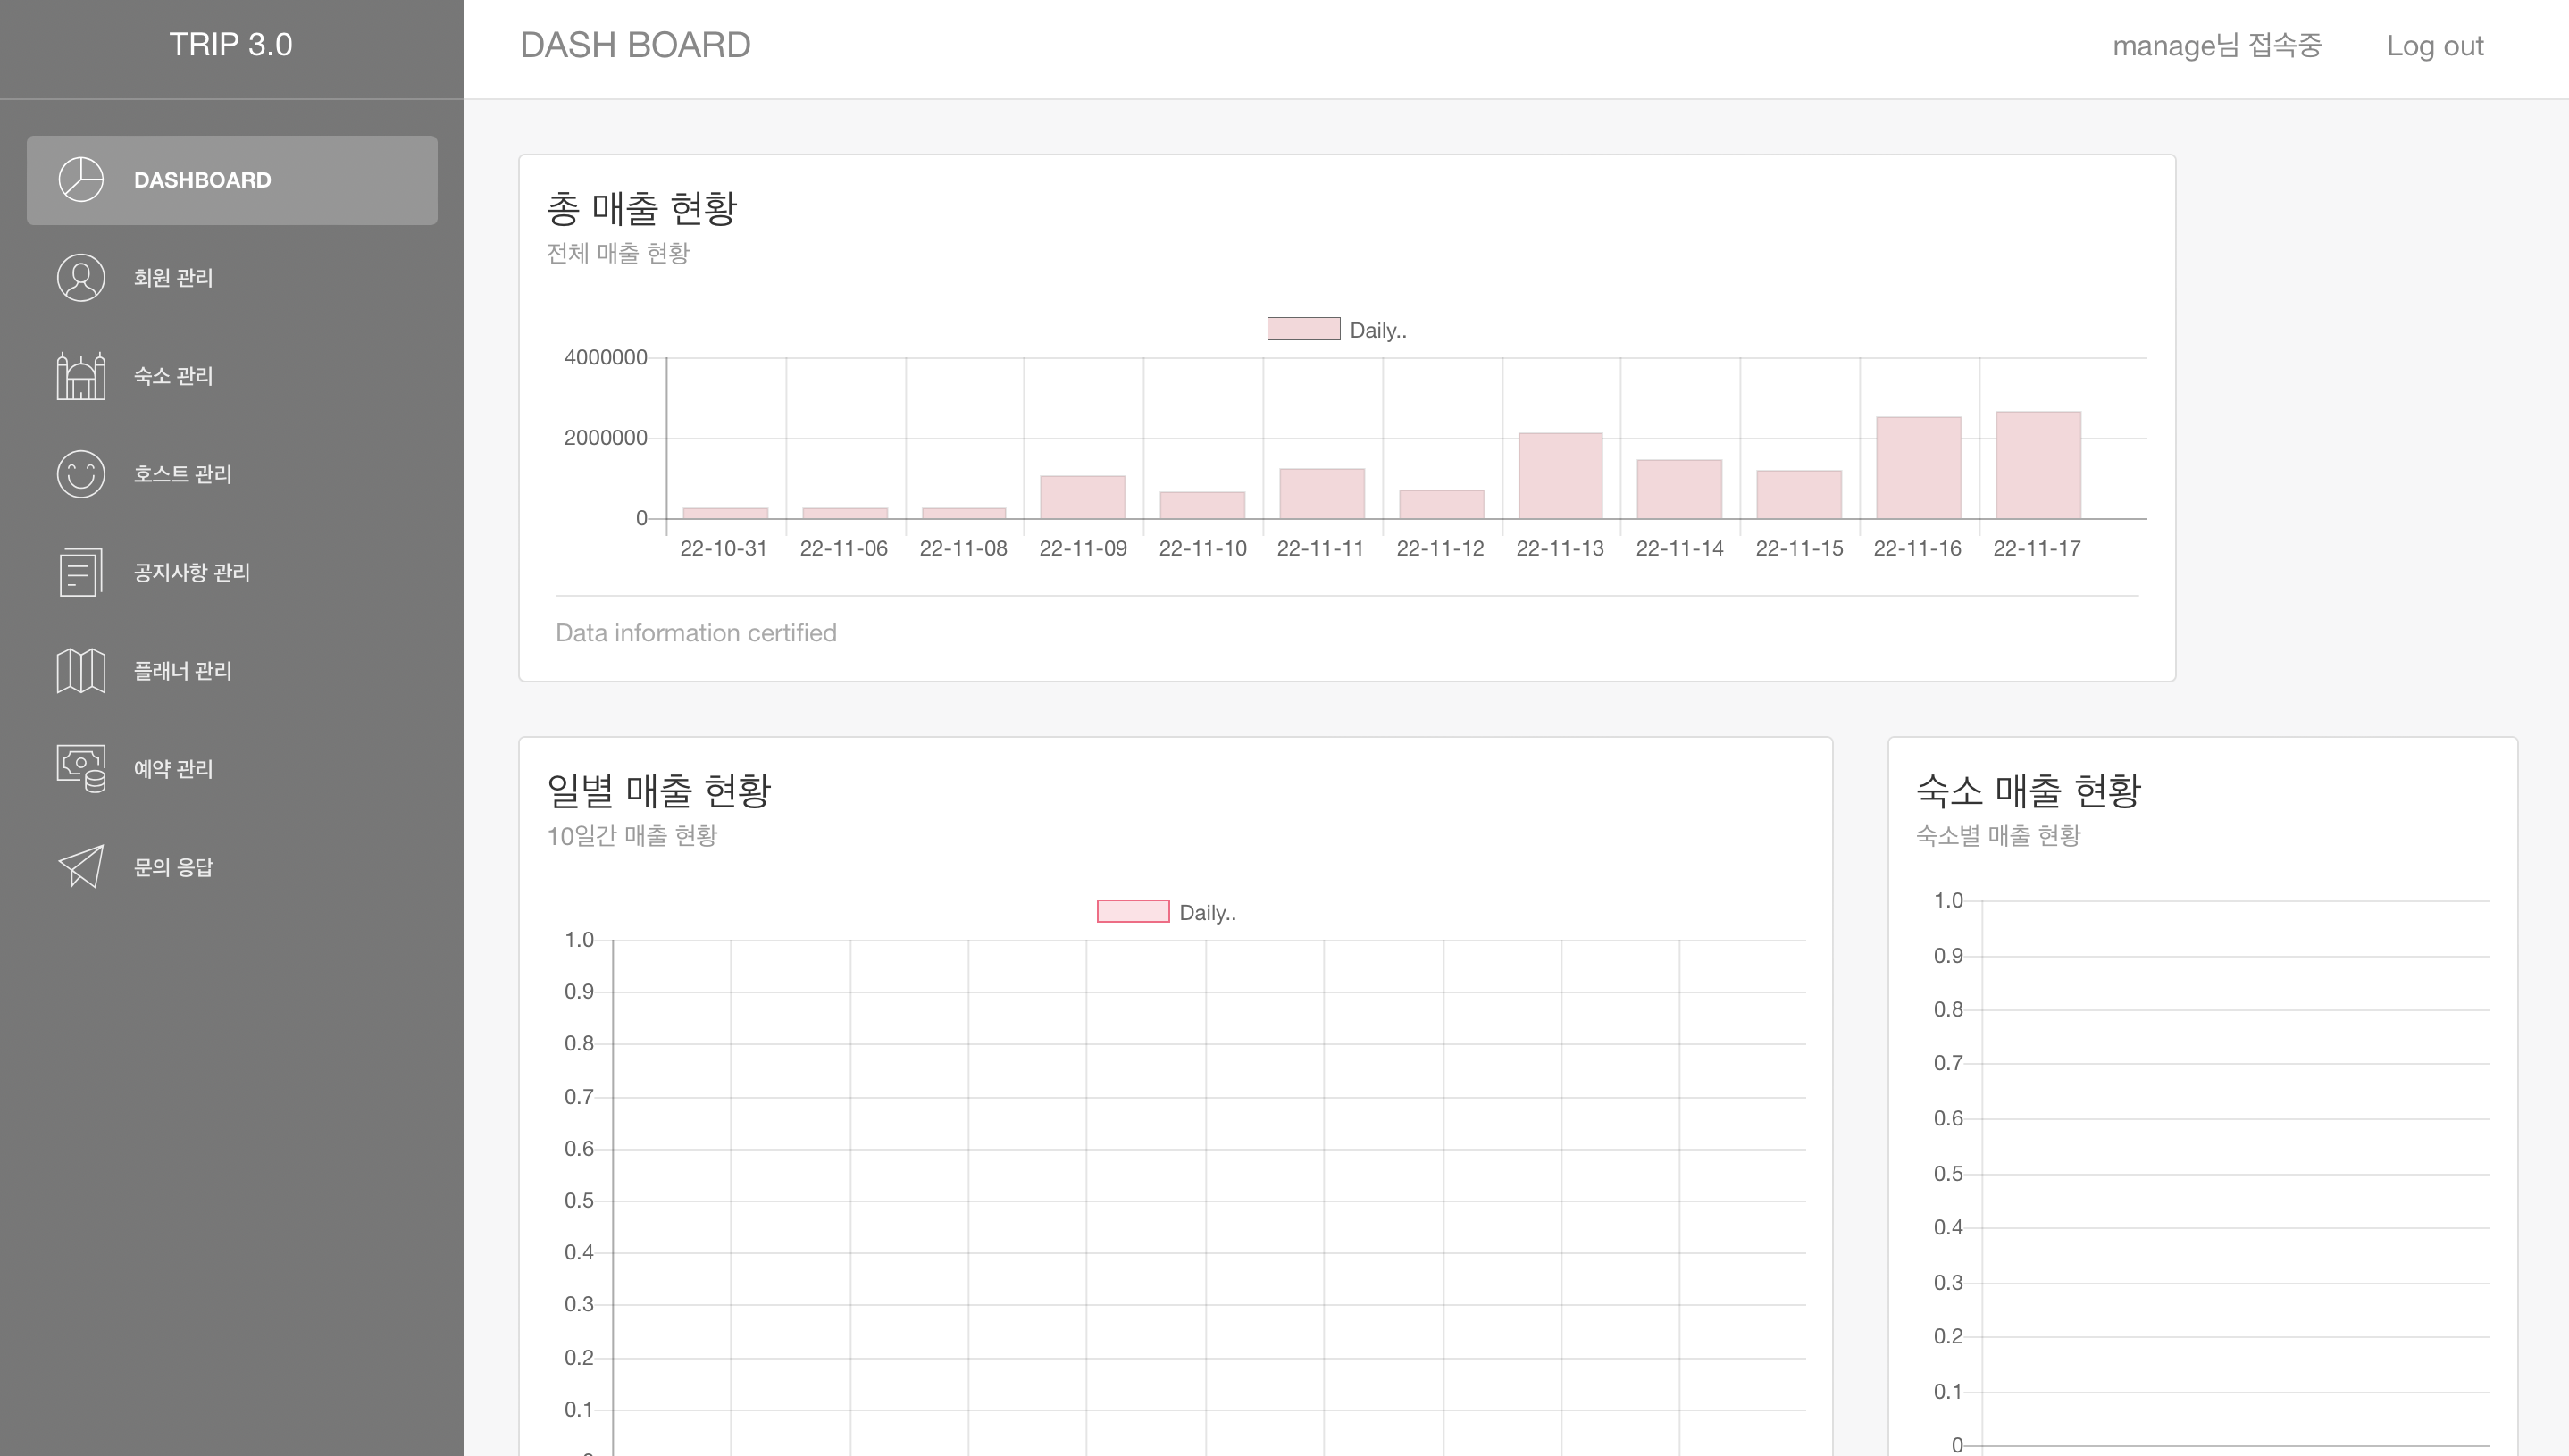 TRIP 3.0
DASHBOARD
회원 관리
숙소 관리
호스트 관리
공지사항 관리
플래너 관리
예약 관리
문의 응답
DASH BOARD
manage님 접속중
Log out
총 매출 현황
전체 매출 현황
Daily..
4000000
2000000
0
22-10-31 22-11-06 22-11-08 22-11-09 22-11-10 22-11-11 22-11-12 22-11-13 22-11-14 22-11-15 22-11-16 22-11-17
Data information certified
일별 매출 현황
10일간 매출 현황
Daily..
1.0
0.9
0.8
0.7
0.6
0.5
0.4
0.3
0.2
0.1
숙소 매출 현황
숙소별 매출 현황
1.0
0.9
0.8
0.7
0.6
0.5
0.4
0.3
0.2
0.1
0